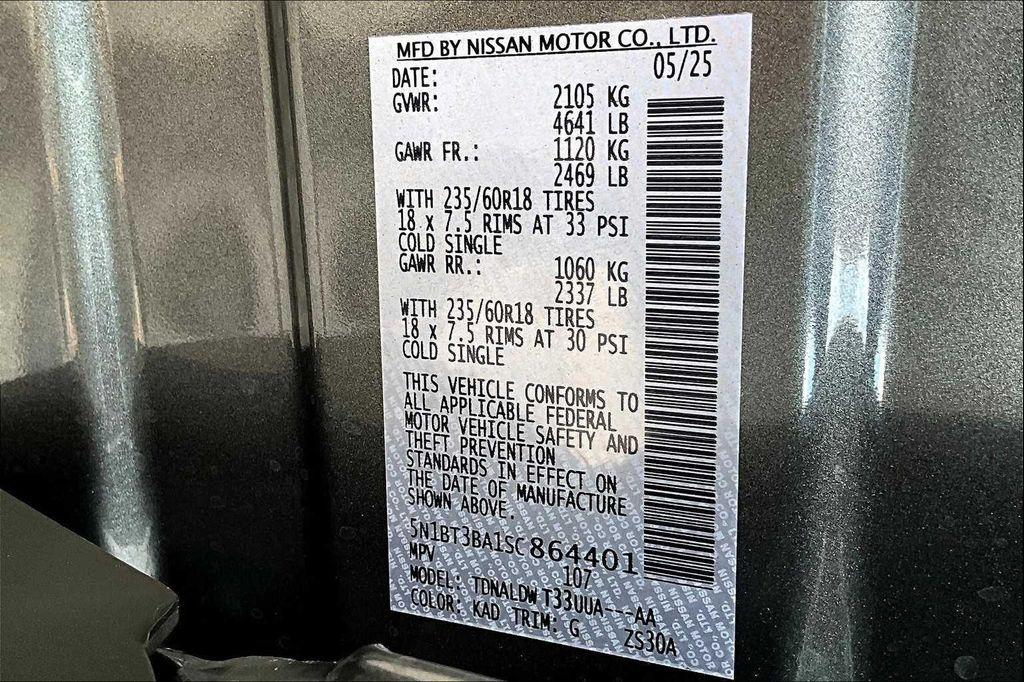 MFD BY NISSAN MOTOR CO., LTD.
DATE: 05/25
GVWR: 2105 KG
4641 LB
GAWR FR.: 1120 KG
2469 LB
WITH 235/60R18 TIRES
18 x 7.5 RIMS AT 33 PSI
COLD SINGLE
GAWR RR.: 1060 KG
2337 LB
WITH 235/60R18 TIRES
18 x 7.5 RIMS AT 30 PSI
COLD SINGLE
THIS VEHICLE CONFORMS TO
ALL APPLICABLE FEDERAL
MOTOR VEHICLE SAFETY AND
THEFT PREVENTION
STANDARDS IN EFFECT ON
THE DATE OF MANUFACTURE
SHOWN ABOVE.
5N1BT3BA1SC864401
MPV 107
MODEL: TDNALDWT33UUA---AA
COLOR: KAD TRIM: G ZS30A